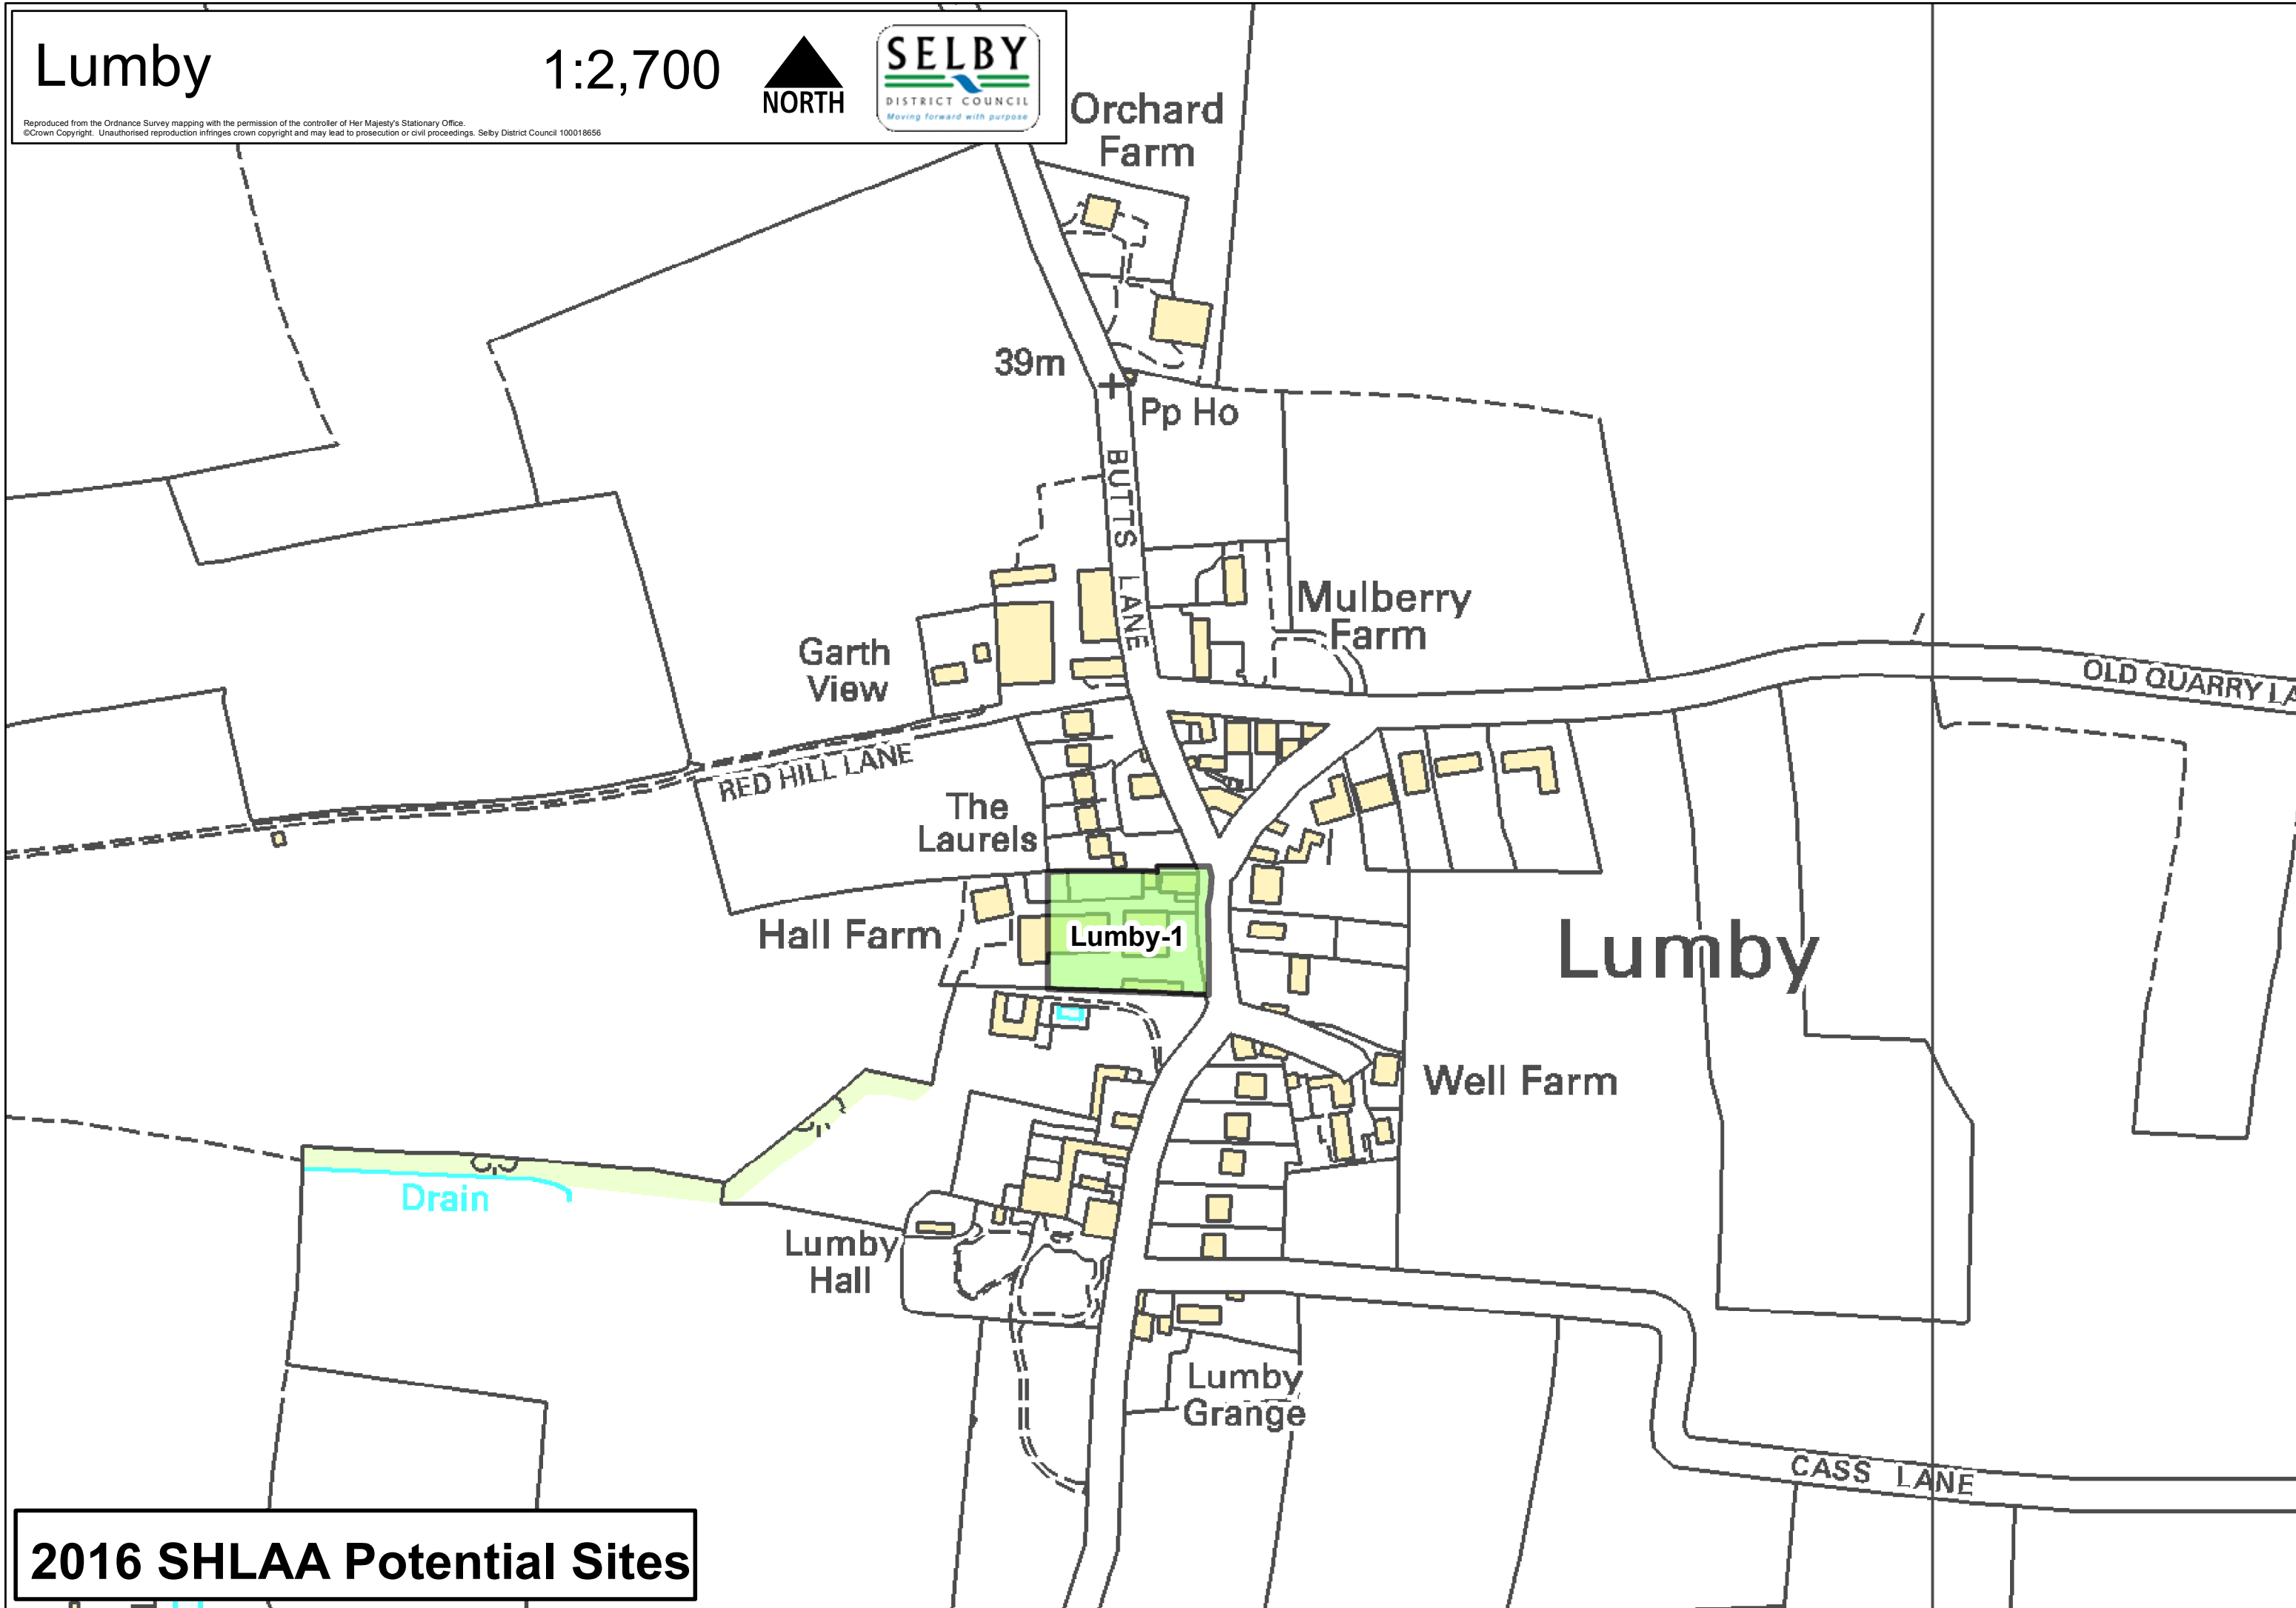 Lumby
1:2,700
NORTH
SELBY
DISTRICT COUNCIL
Moving forward with purpose
Reproduced from the Ordnance Survey mapping with the permission of the controller of Her Majesty's Stationary Office.
©Crown Copyright. Unauthorised reproduction infringes crown copyright and may lead to prosecution or civil proceedings. Selby District Council 100018656
Orchard
Farm
39m
Pp Ho
BUTTS LANE
Mulberry
Farm
Garth
View
OLD QUARRY LA
RED HILL LANE
The
Laurels
Hall Farm
Lumby-1
Lumby
Well Farm
Drain
Lumby
Hall
Lumby
Grange
CASS LANE
2016 SHLAA Potential Sites